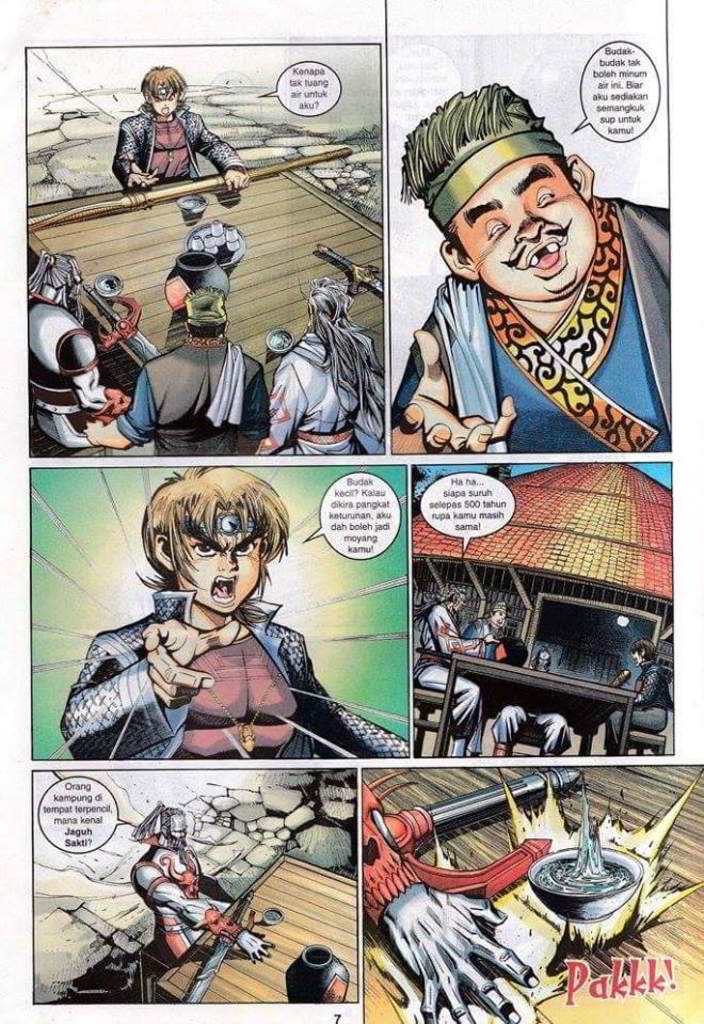 Kenapa
tak tuang
air untuk
aku?
Budak-
budak tak
boleh minum
air ini. Biar
aku sediakan
semangkuk
sup untuk
kamu!
Budak
kecil? Kalau
dikira pangkat
keturunan, aku
dah boleh jadi
moyang
kamu!
Ha ha...
siapa suruh
selepas 500 tahun
rupa kamu masih
sama!
Orang
kampung di
tempat terpencil,
mana kenal
Jaguh
Sakti?
Pakkk!
7